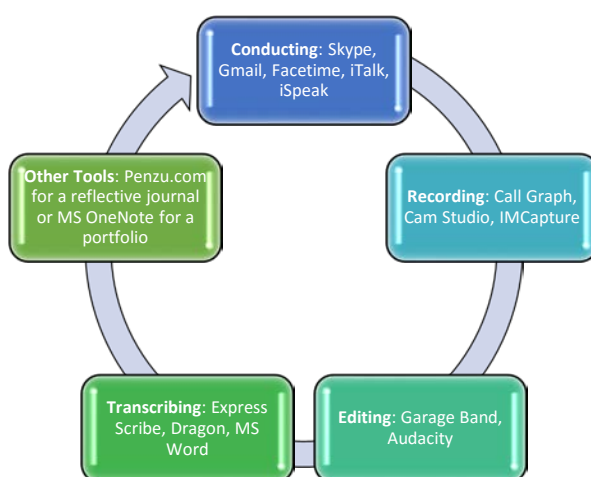 Conducting: Skype,
Gmail, Facetime, iTalk,
iSpeak
Recording: Call Graph,
Cam Studio, IMCapture
Editing: Garage Band,
Audacity
Transcribing: Express
Scribe, Dragon, MS
Word
Other Tools: Penzu.com
for a reflective journal
or MS OneNote for a
portfolio